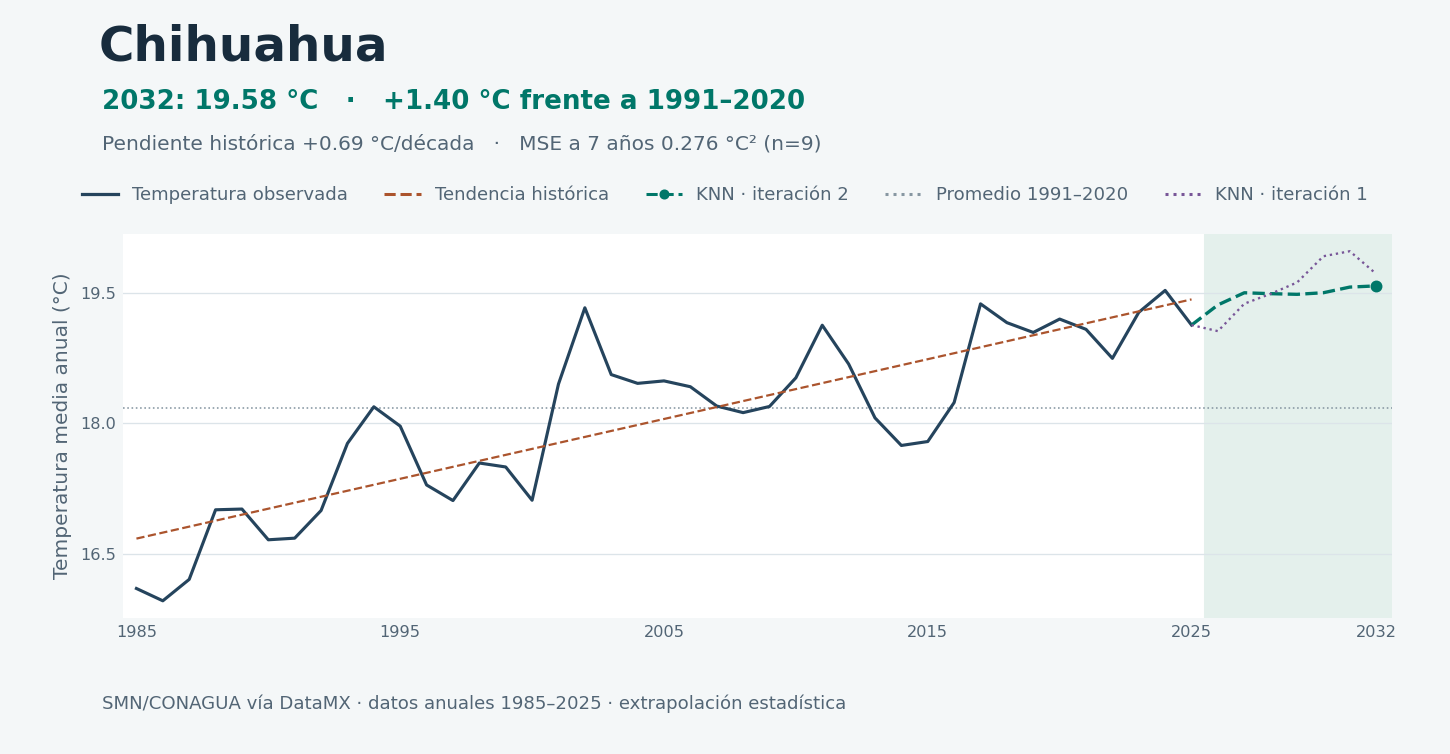 Chihuahua
2032: 19.58 °C · +1.40 °C frente a 1991–2020
Pendiente histórica +0.69 °C/década · MSE a 7 años 0.276 °C² (n=9)
Temperatura observada Tendencia histórica KNN · iteración 2 Promedio 1991–2020 KNN · iteración 1
Temperatura media anual (°C)
19.5
18.0
16.5
1985 1995 2005 2015 2025 2032
SMN/CONAGUA vía DataMX · datos anuales 1985–2025 · extrapolación estadística